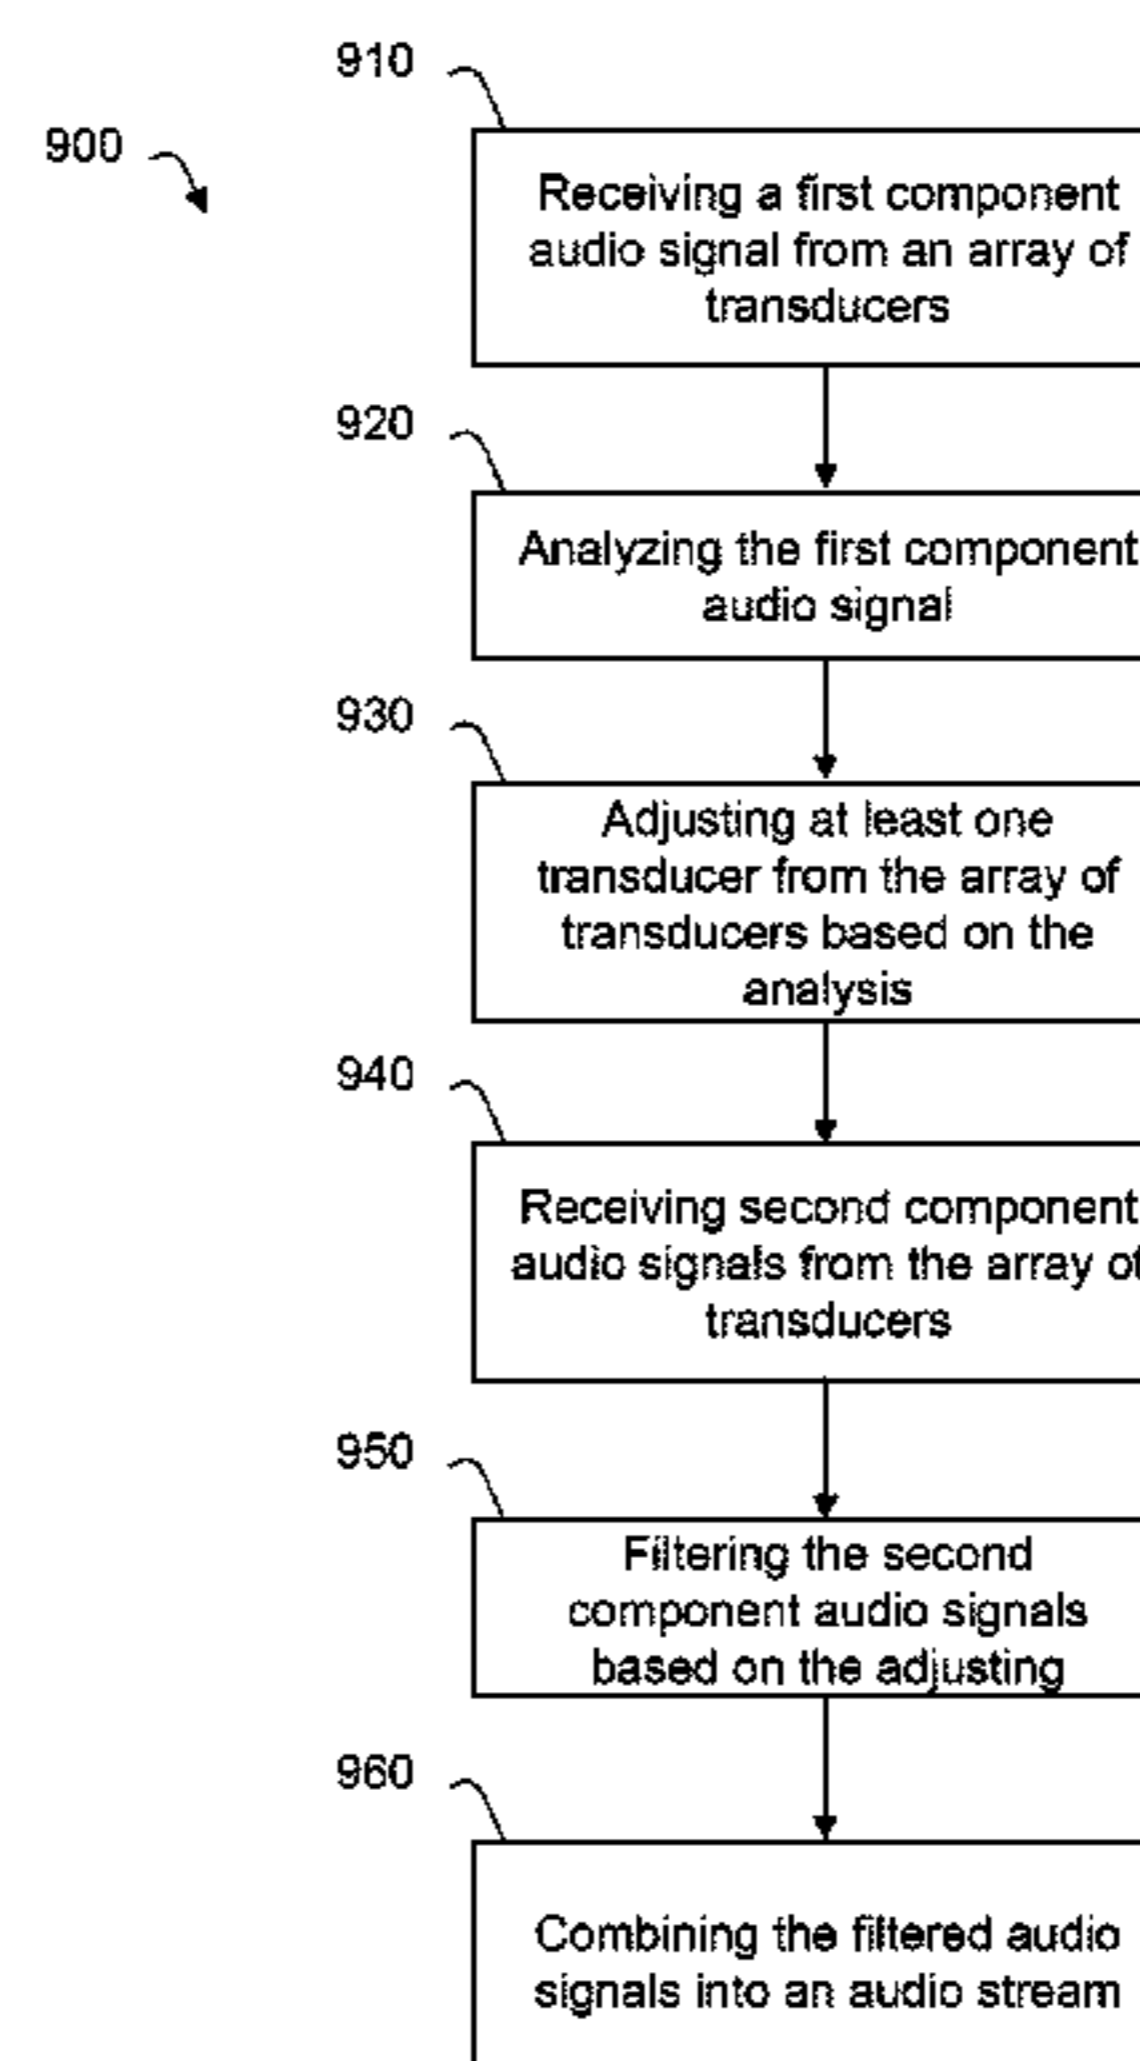 910
900
Receiving a first component
audio signal from an array of
transducers
920
Analyzing the first component
audio signal
930
Adjusting at least one
transducer from the array of
transducers based on the
analysis
940
Receiving second component
audio signals from the array of
transducers
950
Filtering the second
component audio signals
based on the adjusting
960
Combining the filtered audio
signals into an audio stream